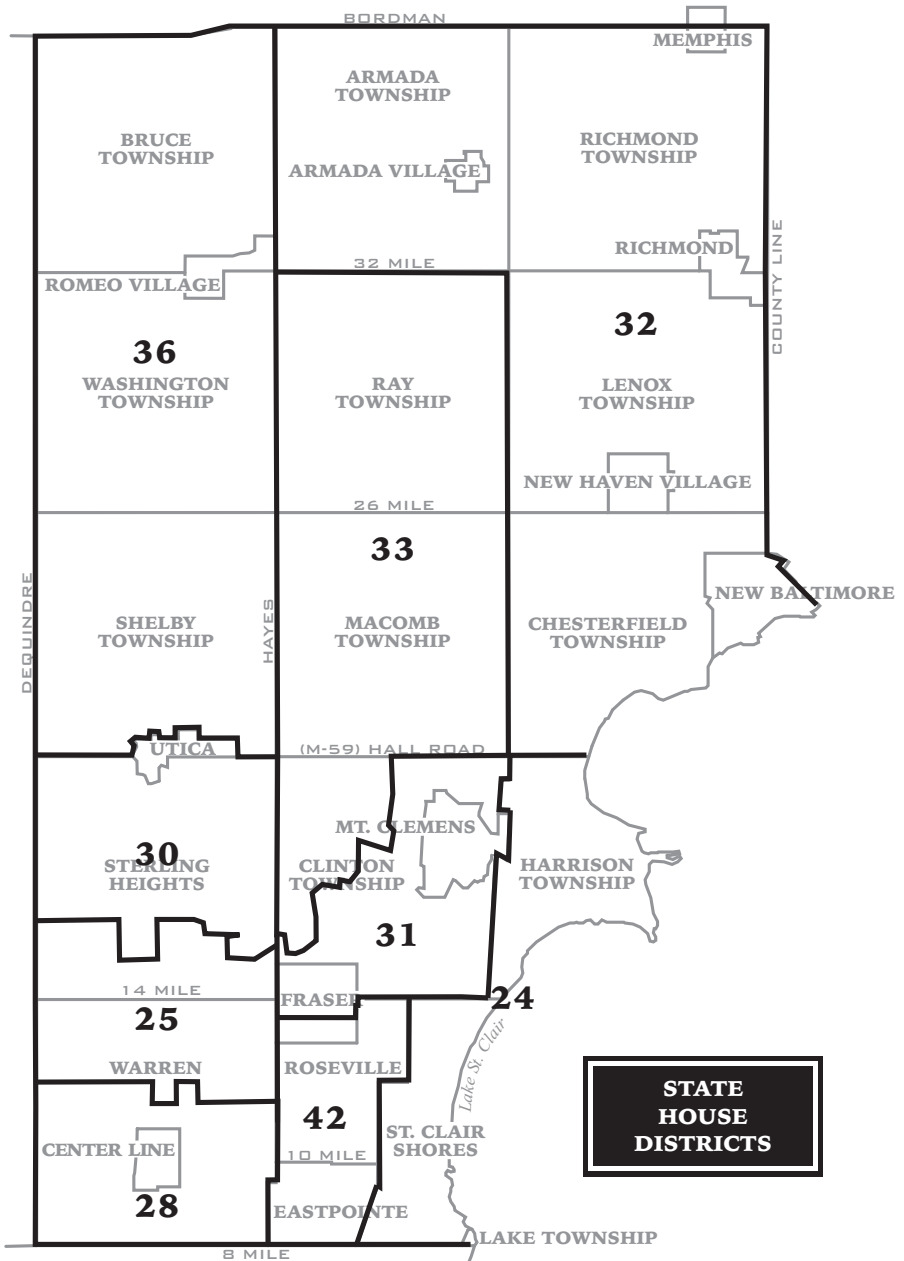 BORDMAN
MEMPHIS
ARMADA
TOWNSHIP
BRUCE
TOWNSHIP
RICHMOND
TOWNSHIP
ARMADA VILLAGE
RICHMOND
COUNTY LINE
32 MILE
ROMEO VILLAGE
32
36
WASHINGTON
TOWNSHIP
RAY
TOWNSHIP
LENOX
TOWNSHIP
NEW HAVEN VILLAGE
26 MILE
33
DEQUINDRE
HAYES
NEW BALTIMORE
SHELBY
TOWNSHIP
MACOMB
TOWNSHIP
CHESTERFIELD
TOWNSHIP
UTICA
(M-59) HALL ROAD
MT. CLEMENS
30
STERLING
HEIGHTS
CLINTON
TOWNSHIP
HARRISON
TOWNSHIP
31
14 MILE
FRASER
24
25
Lake St. Clair
WARREN
ROSEVILLE
STATE
HOUSE
DISTRICTS
42
ST. CLAIR
SHORES
CENTER LINE
10 MILE
28
EASTPOINTE
LAKE TOWNSHIP
8 MILE